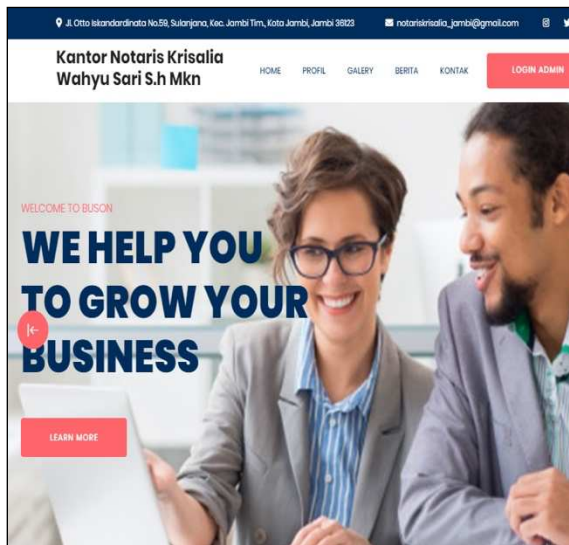 Jl. Otto Iskandardinata No.59, Sulanjana, Kec. Jambi Tim., Kota Jambi, Jambi 36123
notariskrisalia_jambi@gmail.com
Kantor Notaris Krisalia
Wahyu Sari S.h Mkn
HOME PROFIL GALERY BERITA KONTAK LOGIN ADMIN
WELCOME TO BUSON
WE HELP YOU
TO GROW YOUR
BUSINESS
LEARN MORE